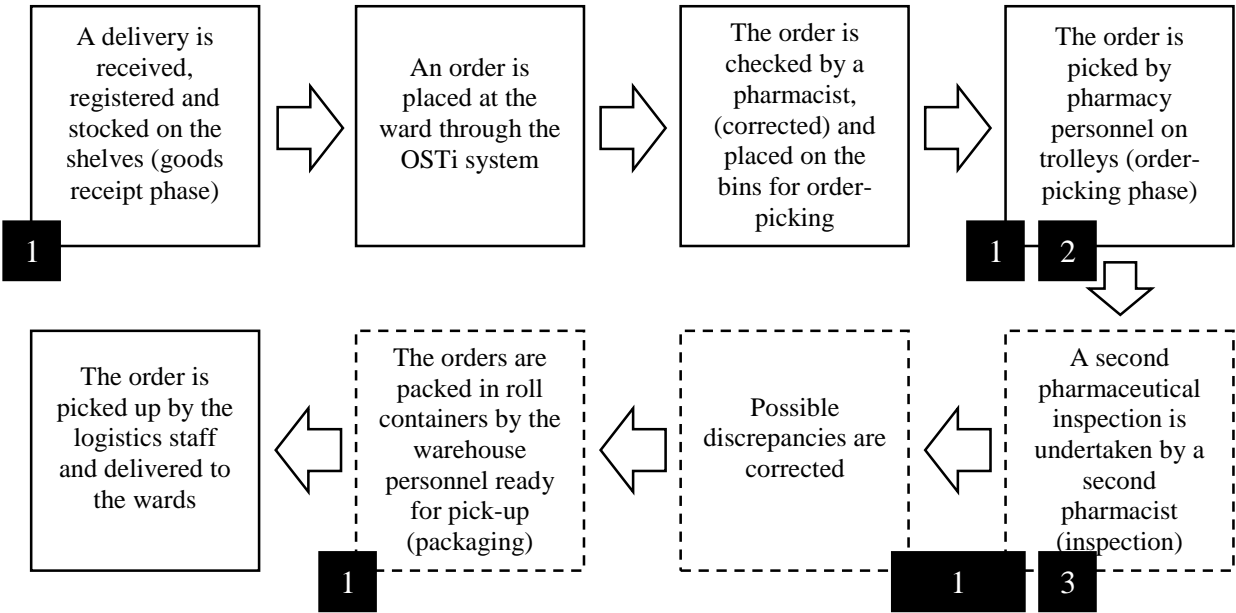 A delivery is
received,
registered and
stocked on the
shelves (goods
receipt phase)
1
An order is
placed at the
ward through the
OSTi system
The order is
checked by a
pharmacist,
(corrected) and
placed on the
bins for order-
picking
The order is
picked by
pharmacy
personnel on
trolleys (order-
picking phase)
1
2
A second
pharmaceutical
inspection is
undertaken by a
second
pharmacist
(inspection)
1
3
Possible
discrepancies are
corrected
The orders are
packed in roll
containers by the
warehouse
personnel ready
for pick-up
(packaging)
1
The order is
picked up by the
logistics staff
and delivered to
the wards